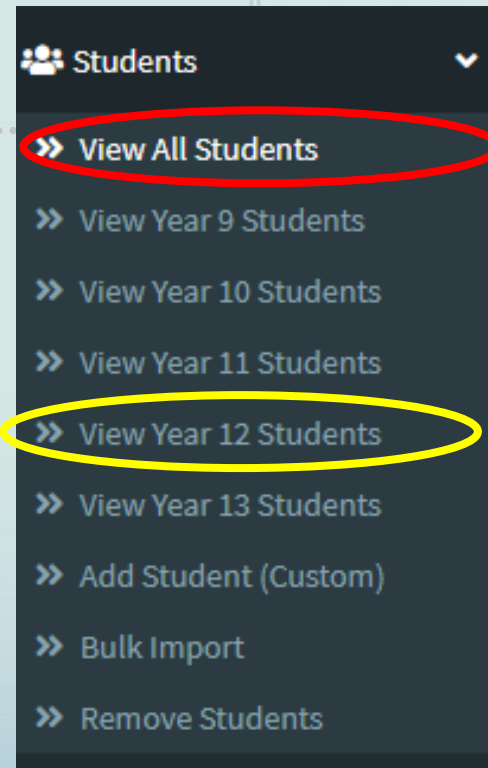 Students
View All Students
View Year 9 Students
View Year 10 Students
View Year 11 Students
View Year 12 Students
View Year 13 Students
Add Student (Custom)
Bulk Import
Remove Students